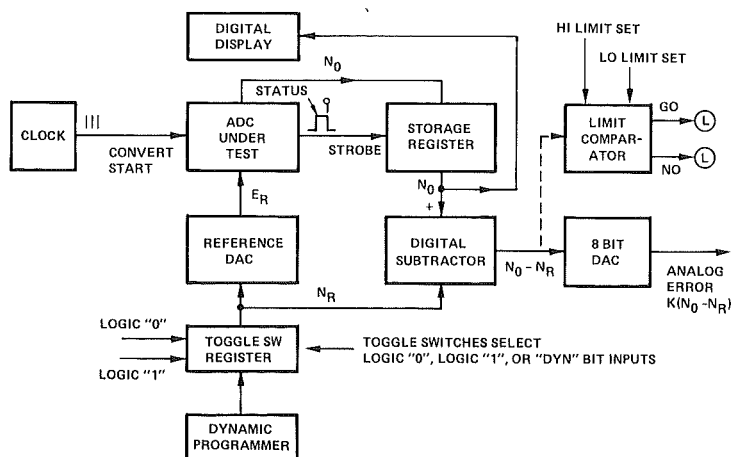 DIGITAL
DISPLAY
HI LIMIT SET
LO LIMIT SET
N0
STATUS
CLOCK
CONVERT
START
ADC
UNDER
TEST
STROBE
STORAGE
REGISTER
LIMIT
COMPAR-
ATOR
GO
L
NO
L
ER
N0
+
REFERENCE
DAC
DIGITAL
SUBTRACTOR
N0 - NR
8 BIT
DAC
ANALOG
ERROR
K(N0 -NR)
NR
LOGIC "0"
LOGIC "1"
TOGGLE SW
REGISTER
TOGGLE SWITCHES SELECT
LOGIC "0", LOGIC "1", OR "DYN" BIT INPUTS
DYNAMIC
PROGRAMMER